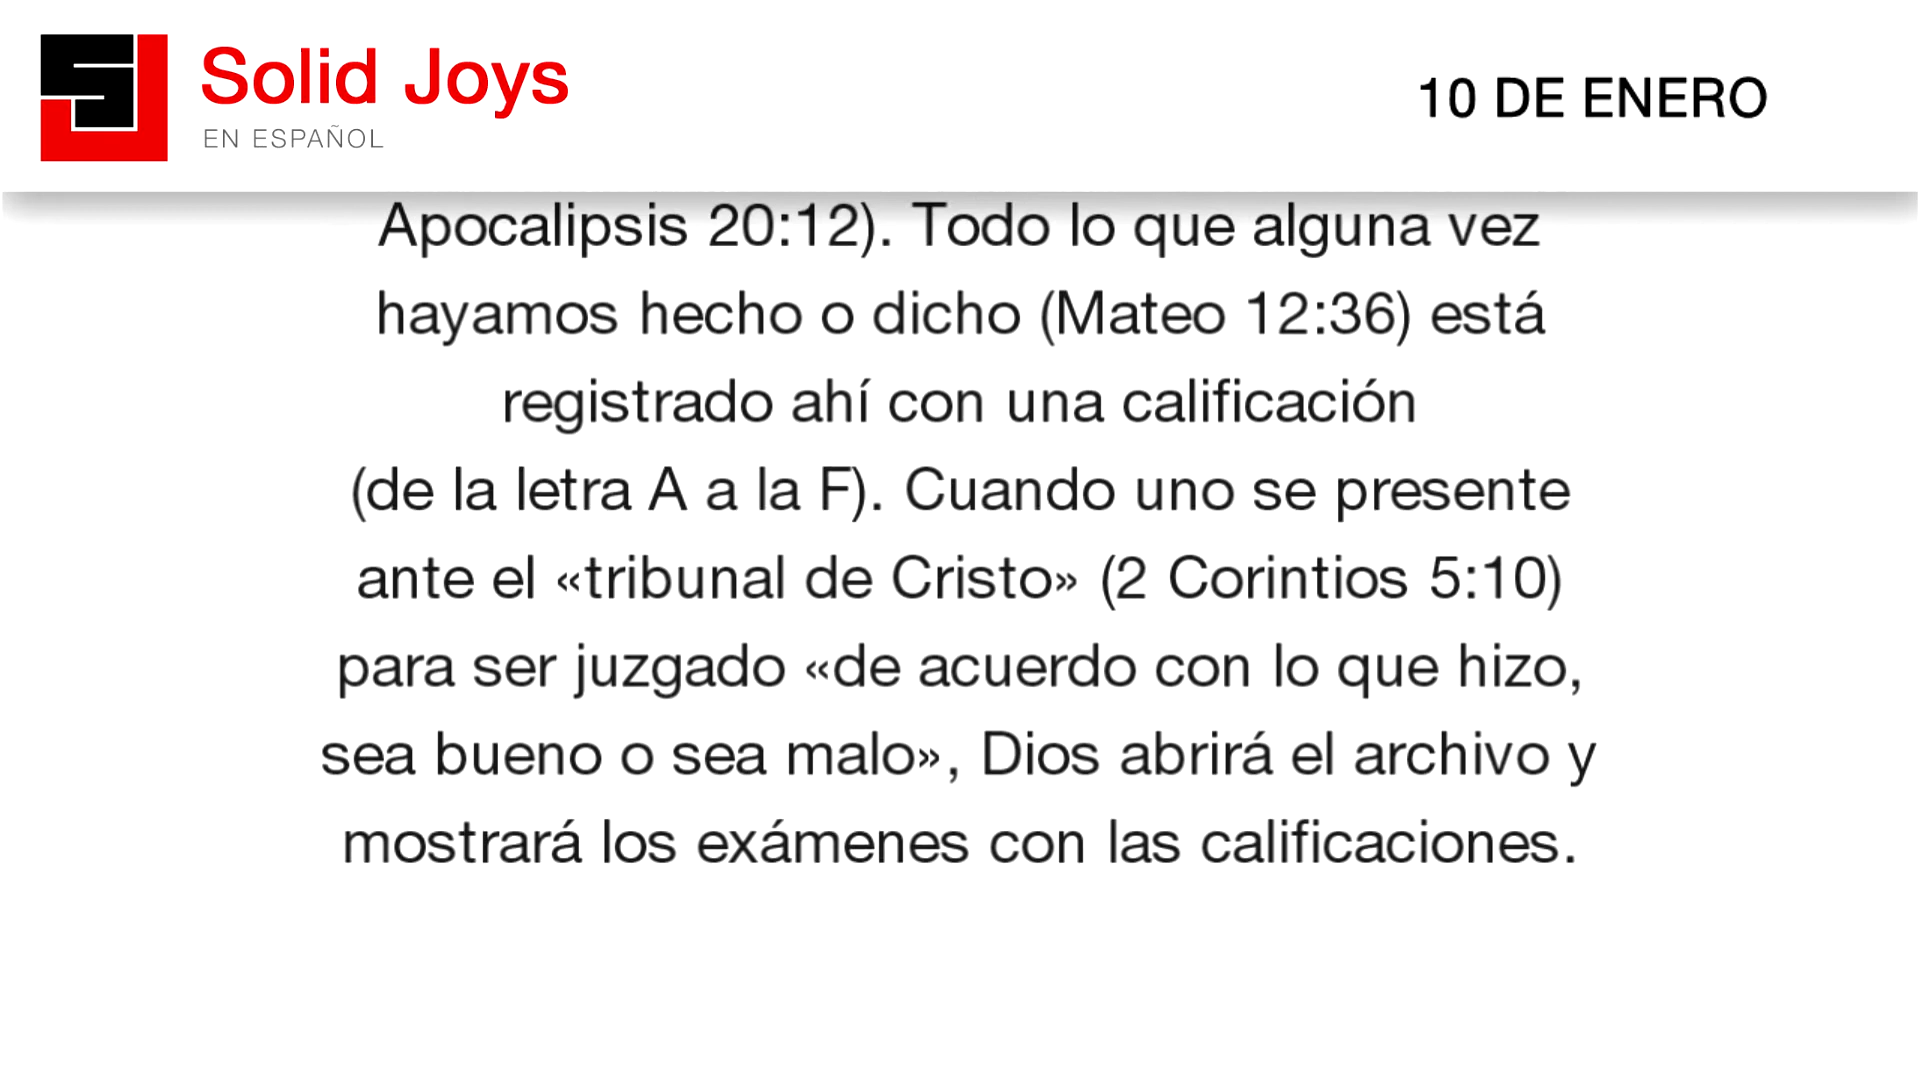 Solid Joys
EN ESPAÑOL
10 DE ENERO
Apocalipsis 20:12). Todo lo que alguna vez
hayamos hecho o dicho (Mateo 12:36) está
registrado ahí con una calificación
(de la letra A a la F). Cuando uno se presente
ante el «tribunal de Cristo» (2 Corintios 5:10)
para ser juzgado «de acuerdo con lo que hizo,
sea bueno o sea malo», Dios abrirá el archivo y
mostrará los exámenes con las calificaciones.